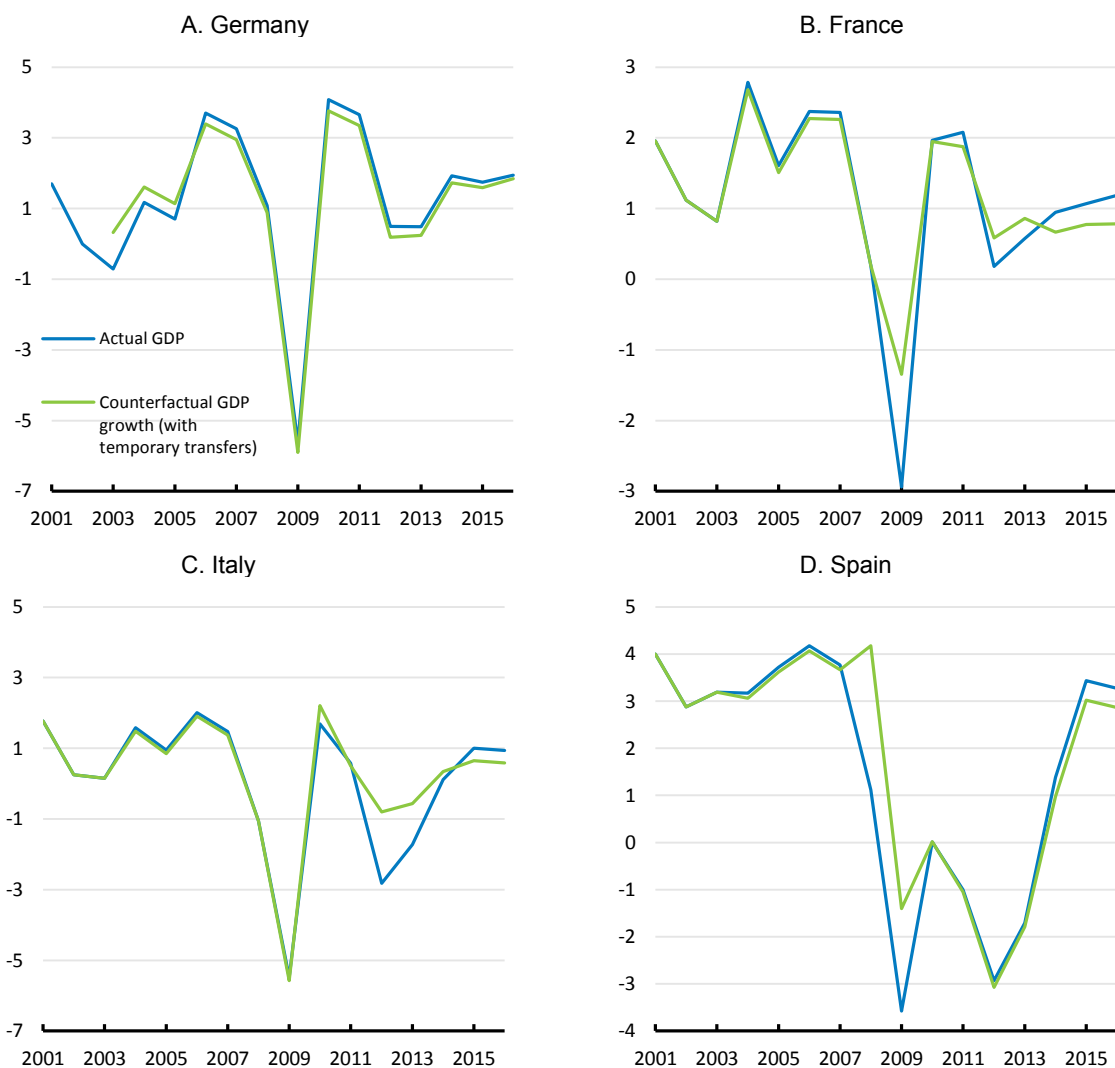 A. Germany
5
3
1
-1
-3
-5
-7
Actual GDP
Counterfactual GDP
growth (with
temporary transfers)
2001 2003 2005 2007 2009 2011 2013 2015
B. France
3
2
1
0
-1
-2
-3
2001 2003 2005 2007 2009 2011 2013 2015
C. Italy
5
3
1
-1
-3
-5
-7
2001 2003 2005 2007 2009 2011 2013 2015
D. Spain
5
4
3
2
1
0
-1
-2
-3
-4
2001 2003 2005 2007 2009 2011 2013 2015